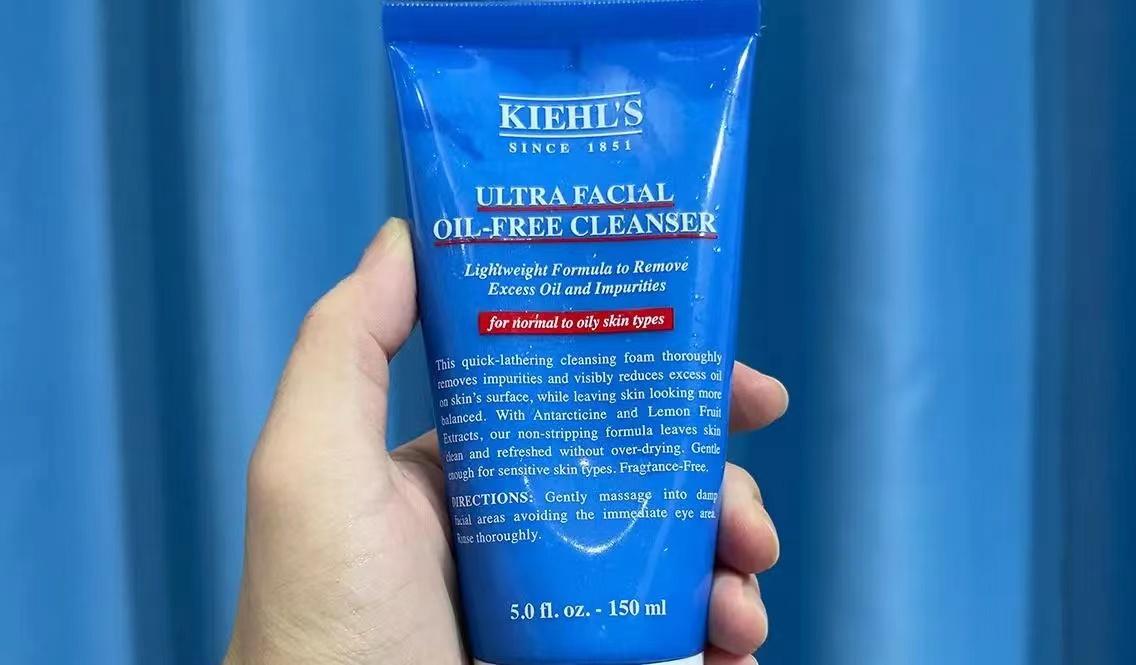 KIEHL'S
SINCE 1851
ULTRA FACIAL
OIL-FREE CLEANSER
Lightweight Formula to Remove
Excess Oil and Impurities
for normal to oily skin types
This quick-lathering cleansing foam thoroughly
removes impurities and visibly reduces excess oil
on skin's surface, while leaving skin looking more
balanced. With Antarcticine and Lemon Fruit
Extracts, our non-stripping formula leaves skin
clean and refreshed without over-drying. Gentle
enough for sensitive skin types. Fragrance-Free.
DIRECTIONS: Gently massage into damp
facial areas avoiding the immediate eye area.
Rinse thoroughly.
5.0 fl. oz. - 150 ml